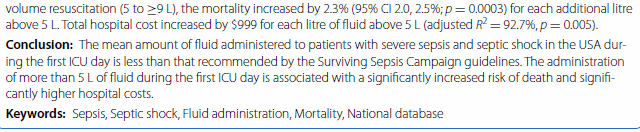 volume resuscitation (5 to ≥9 L), the mortality increased by 2.3% (95% CI 2.0, 2.5%; p = 0.0003) for each additional litre
above 5 L. Total hospital cost increased by $999 for each litre of fluid above 5 L (adjusted R² = 92.7%, p = 0.005).
Conclusion: The mean amount of fluid administered to patients with severe sepsis and septic shock in the USA dur-
ing the first ICU day is less than that recommended by the Surviving Sepsis Campaign guidelines. The administration
of more than 5 L of fluid during the first ICU day is associated with a significantly increased risk of death and signifi-
cantly higher hospital costs.
Keywords: Sepsis, Septic shock, Fluid administration, Mortality, National database